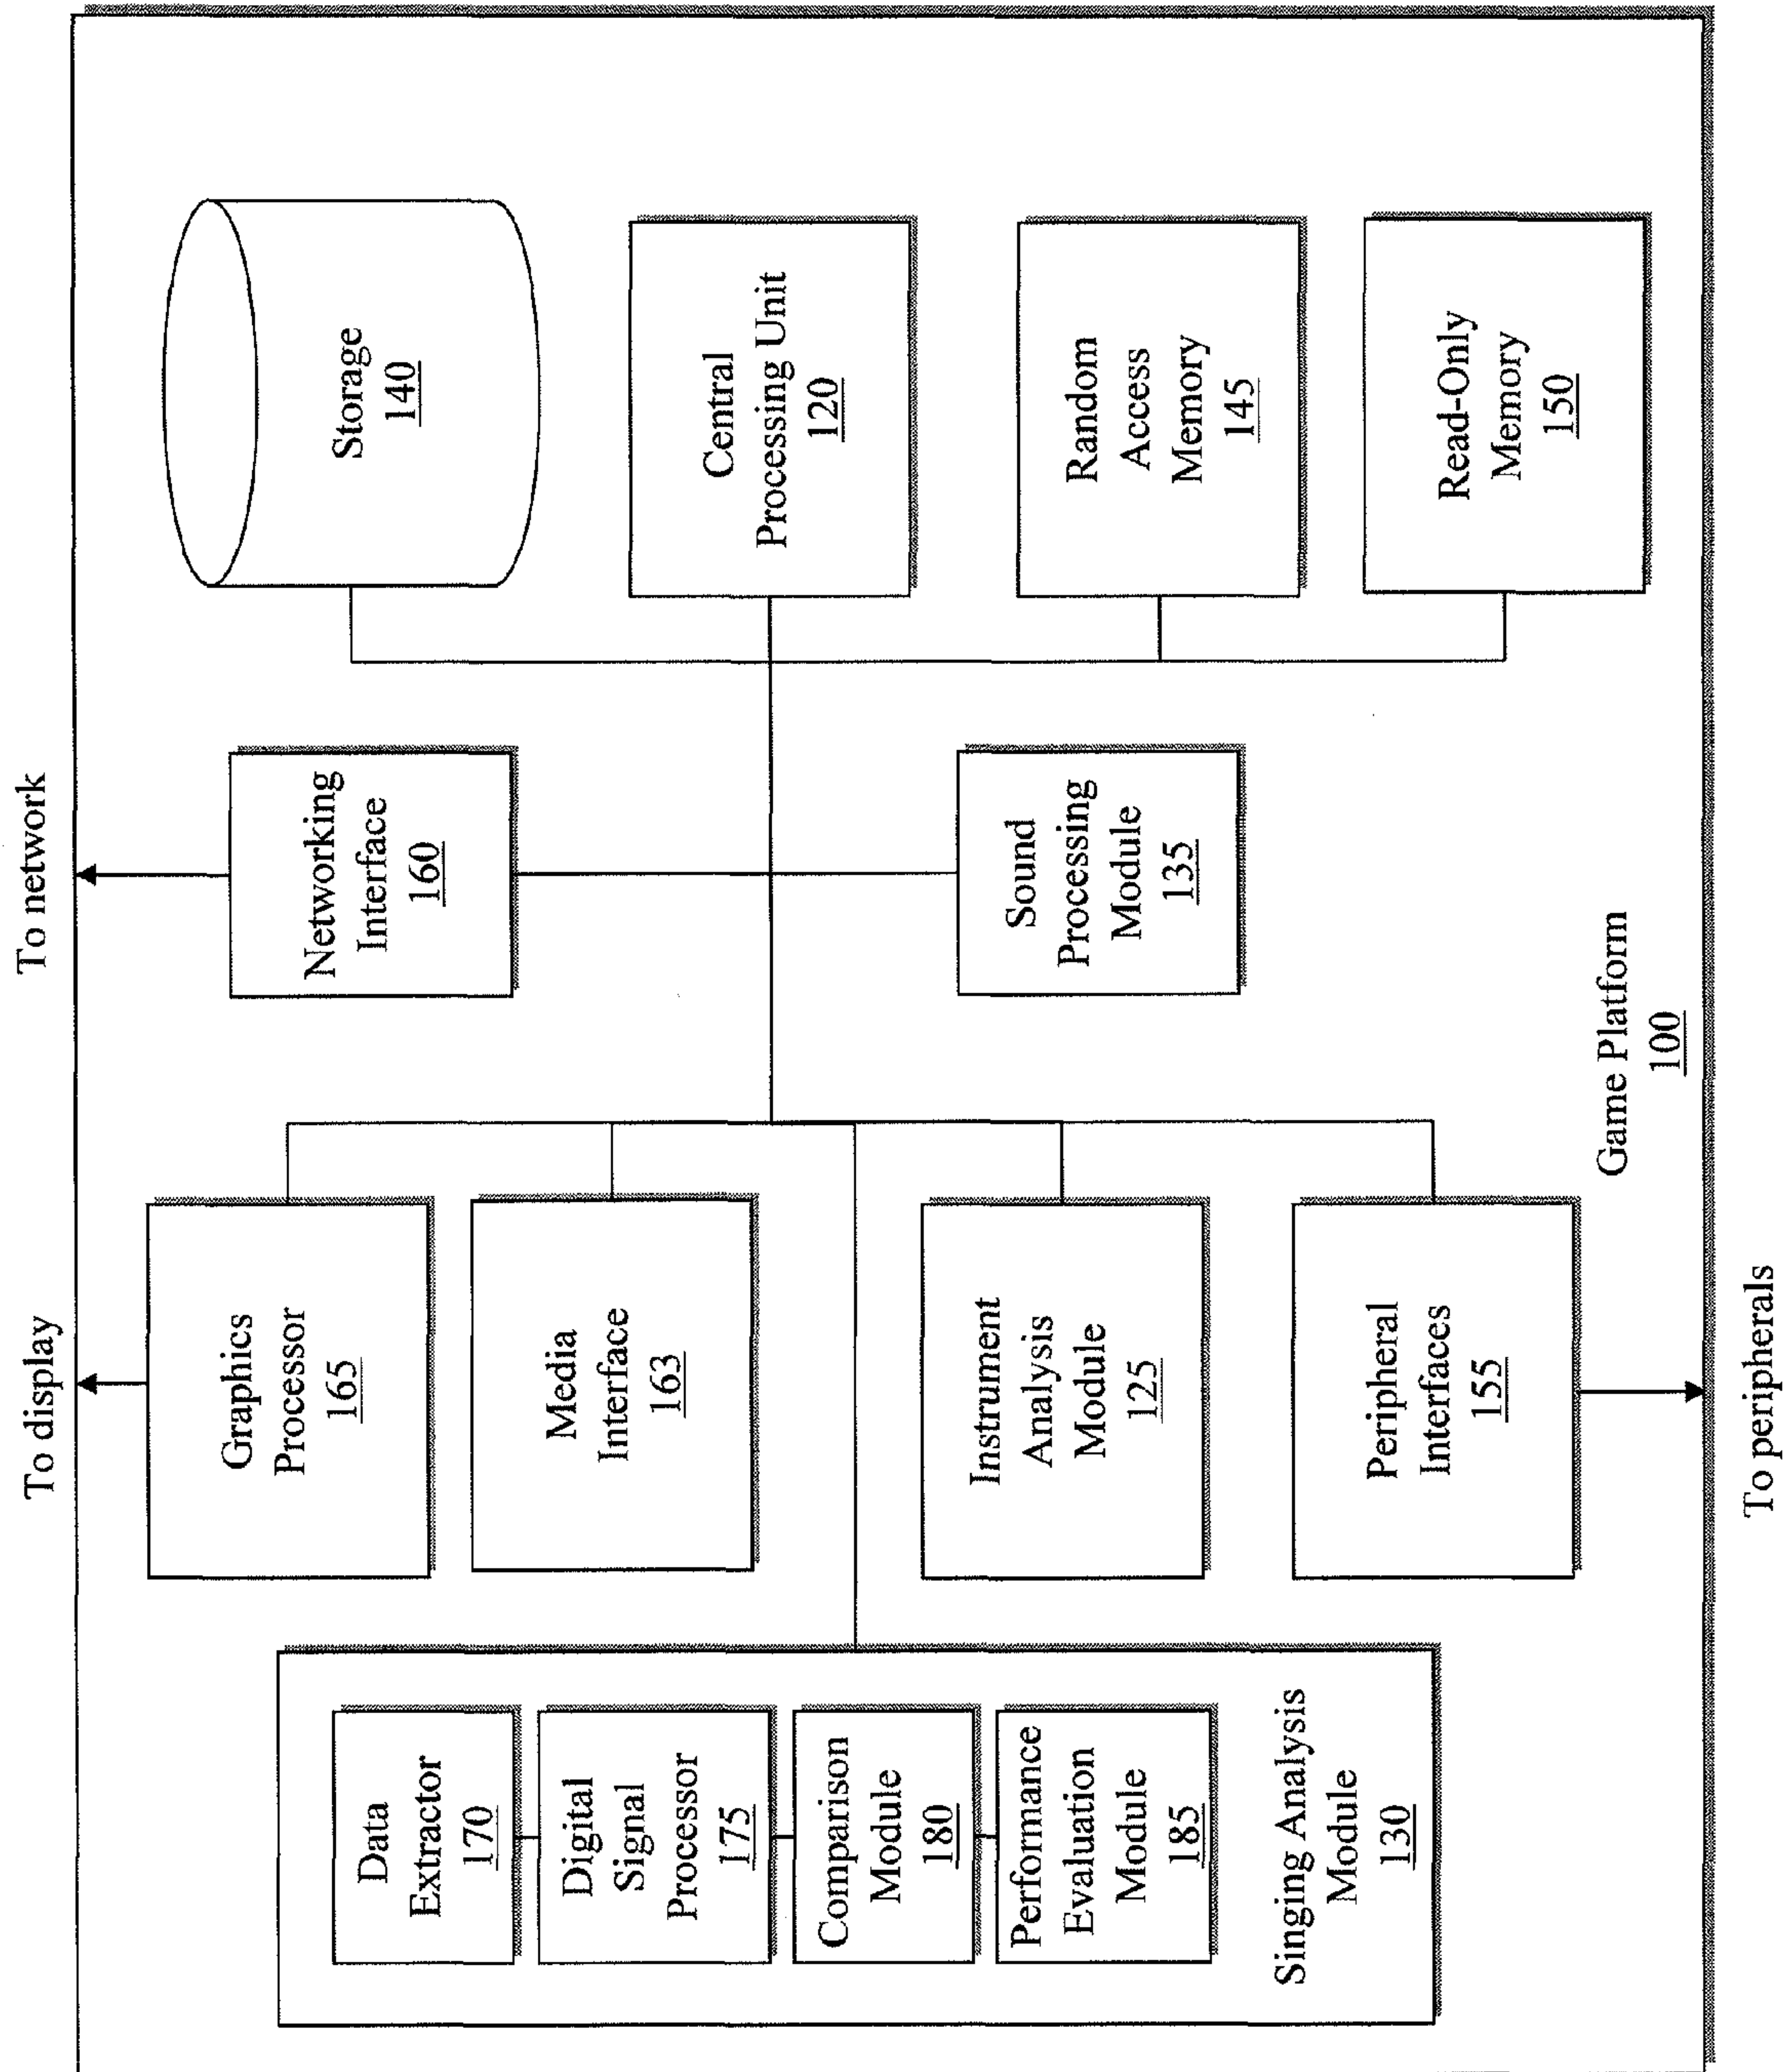 To display
To network
Data
Extractor
170
Digital
Signal
Processor
175
Comparison
Module
180
Performance
Evaluation
Module
185
Singing Analysis
Module
130
Graphics
Processor
165
Media
Interface
163
Instrument
Analysis
Module
125
Peripheral
Interfaces
155
Networking
Interface
160
Sound
Processing
Module
135
Storage
140
Central
Processing Unit
120
Random
Access
Memory
145
Read-Only
Memory
150
Game Platform
100
To peripherals